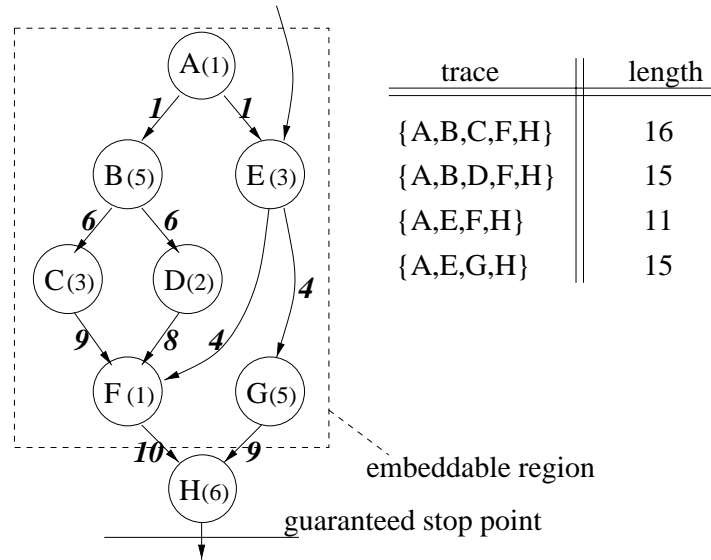 A(1)
1 1
B(5) E(3)
6 6
C(3) D(2)
4
9 8 4
F(1) G(5)
10 9
H(6)
trace length
{A,B,C,F,H} 16
{A,B,D,F,H} 15
{A,E,F,H} 11
{A,E,G,H} 15
embeddable region
guaranteed stop point